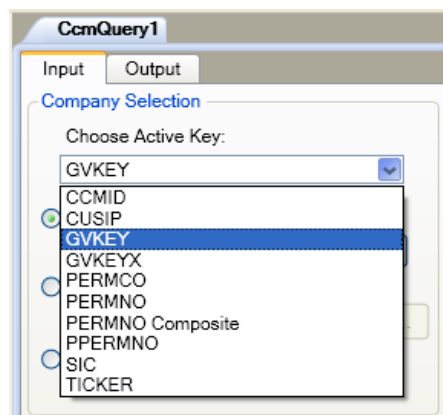 CcmQuery1
Input Output
Company Selection
Choose Active Key:
GVKEY
CCMID
CUSIP
GVKEY
GVKEYX
PERMCO
PERMNO
PERMNO Composite
PPERMNO
SIC
TICKER